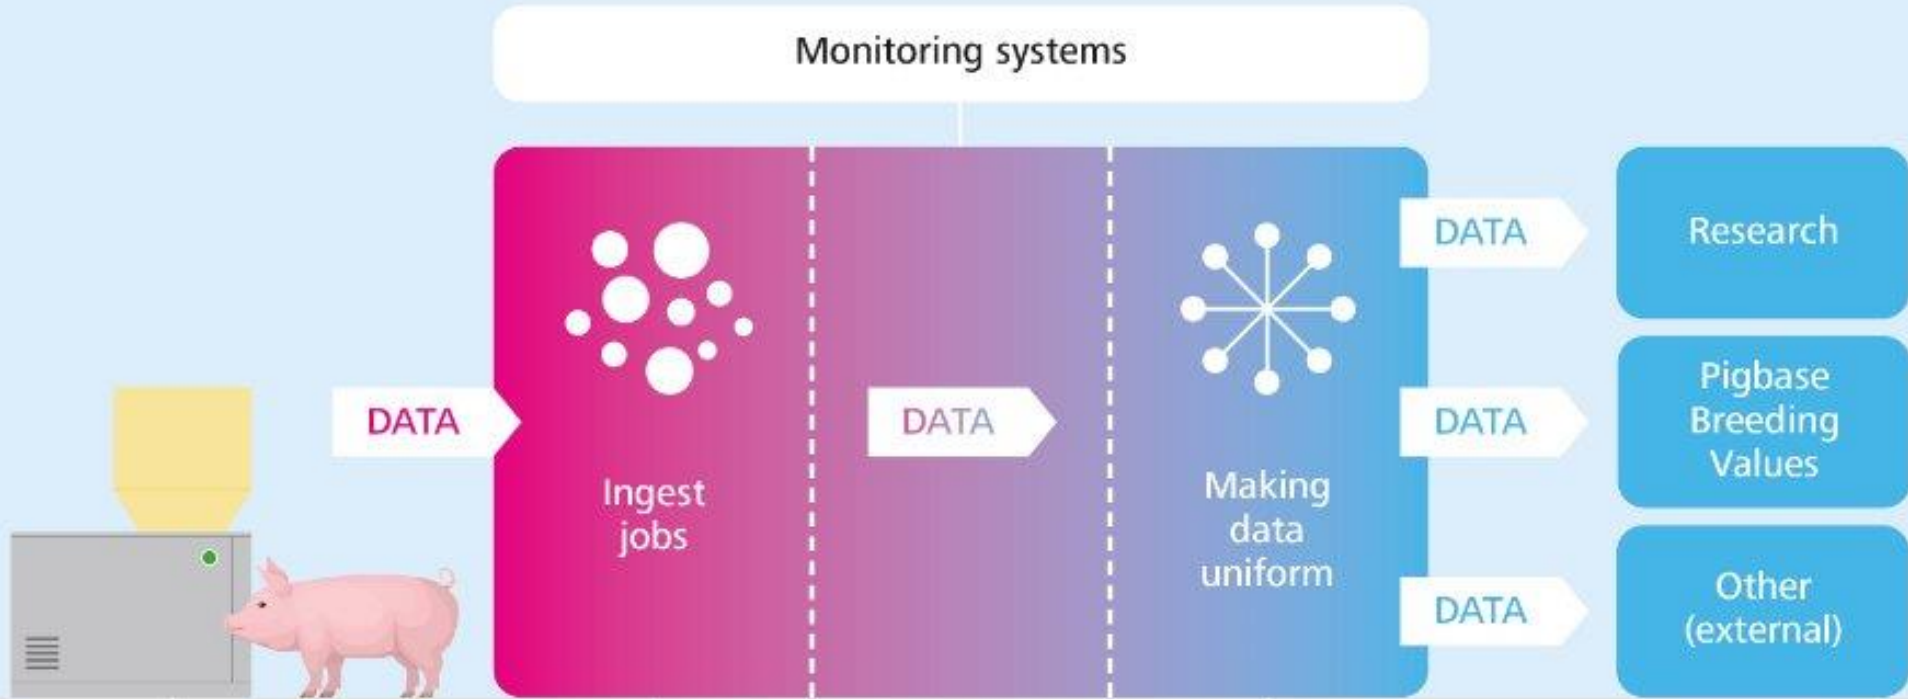 Monitoring systems
DATA
Ingest
jobs
DATA
Making
data
uniform
DATA
Research
DATA
Pigbase
Breeding
Values
DATA
Other
(external)